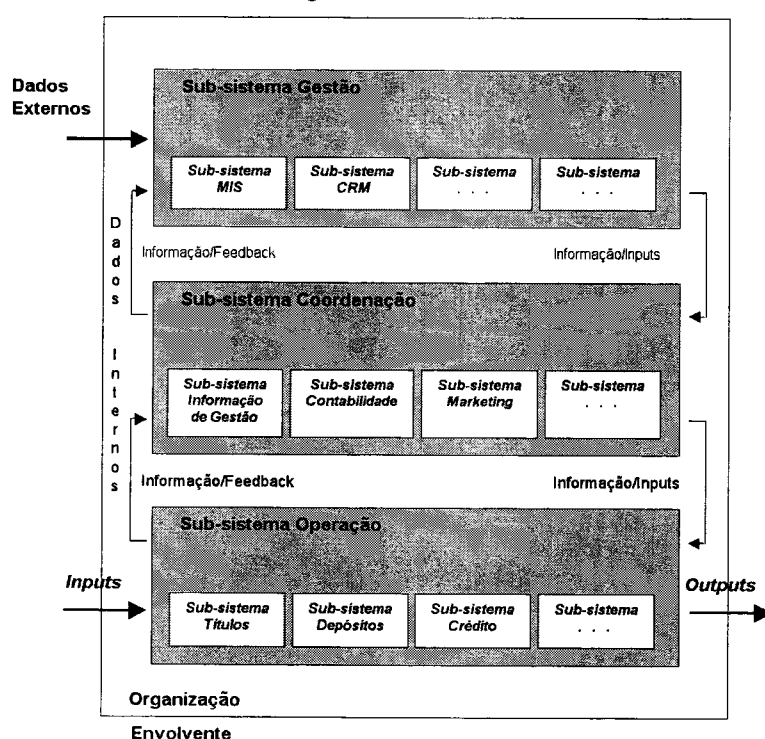 Dados
Externos
Sub-sistema Gestão
Sub-sistema
MIS
Sub-sistema
CRM
Sub-sistema
. . .
Sub-sistema
. . .
Dados
Informação/Feedback
Informação/Inputs
Sub-sistema Coordenação
Internos
Sub-sistema
Informação
de Gestão
Sub-sistema
Contabilidade
Sub-sistema
Marketing
Sub-sistema
. . .
Informação/Feedback
Informação/Inputs
Sub-sistema Operação
Inputs
Outputs
Sub-sistema
Títulos
Sub-sistema
Depósitos
Sub-sistema
Crédito
Sub-sistema
. . .
Organização
Envolvente